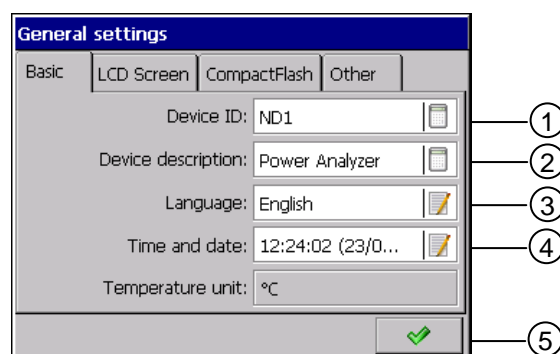 General settings
Basic LCD Screen CompactFlash Other
Device ID: ND1 1
Device description: Power Analyzer 2
Language: English 3
Time and date: 12:24:02 (23/0... 4
Temperature unit: °C
5